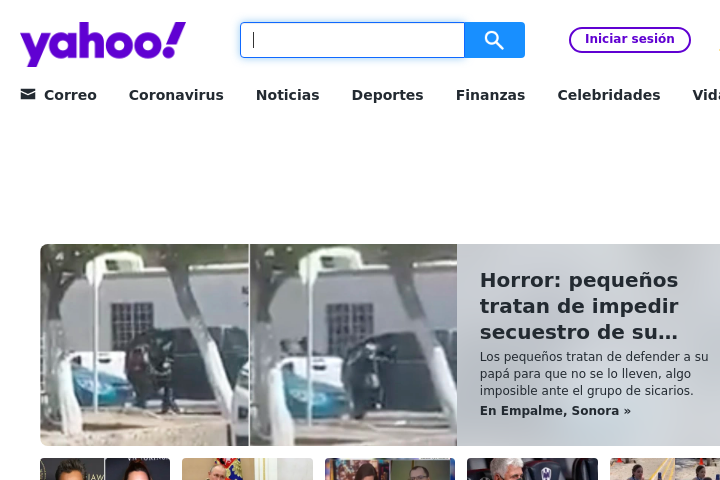 yahoo!
Iniciar sesión
Correo Coronavirus Noticias Deportes Finanzas Celebridades
Horror: pequeños
tratan de impedir
secuestro de su...
Los pequeños tratan de defender a su
papá para que no se lo lleven, algo
imposible ante el grupo de sicarios.
En Empalme, Sonora »